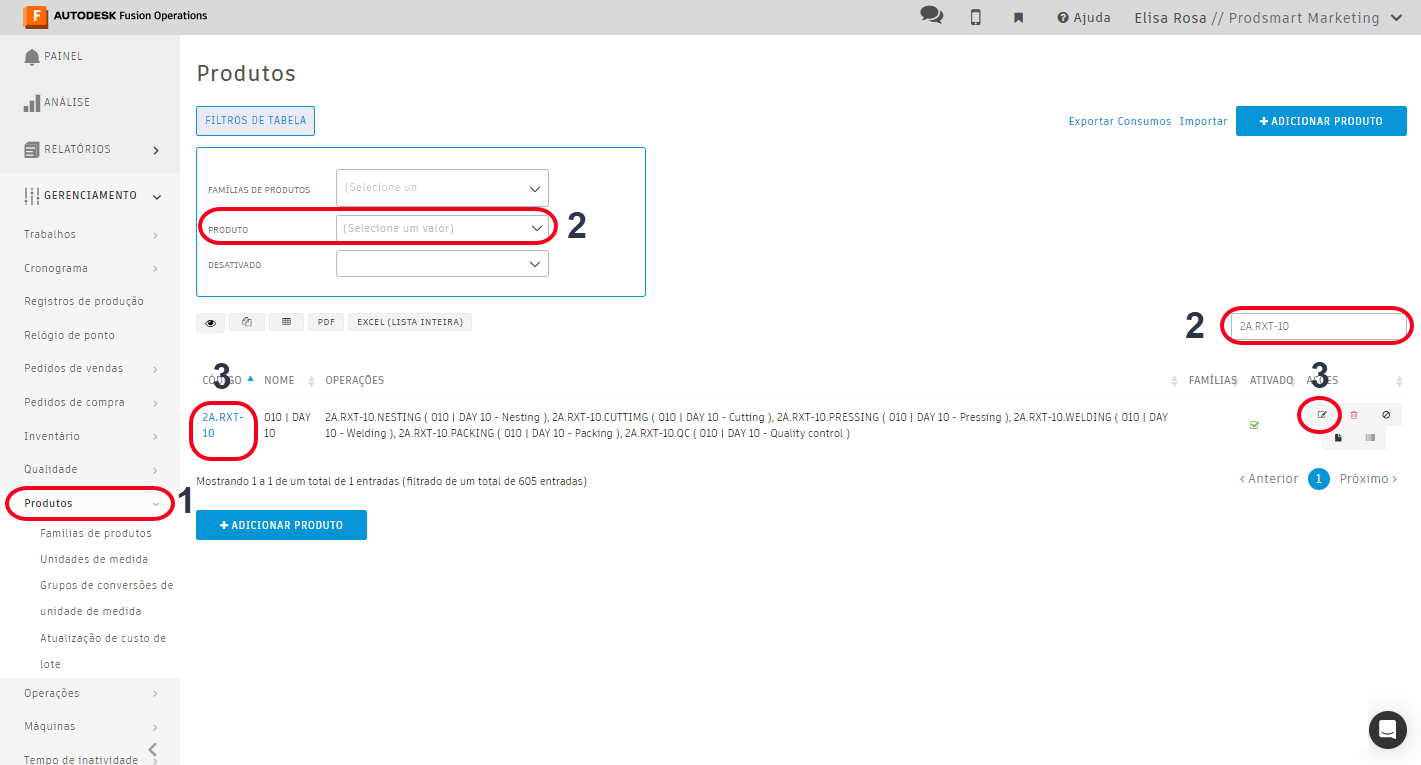 F AUTODESK Fusion Operations
Ajuda
Elisa Rosa // Prodsmart Marketing
PAINEL
ANÁLISE
RELATÓRIOS
GERENCIAMENTO
Trabalhos
Cronograma
Registros de produção
Relógio de ponto
Pedidos de vendas
Pedidos de compra
Inventário
Qualidade
Produtos
1
Famílias de produtos
Unidades de medida
Grupos de conversões de
unidade de medida
Atualização de custo de
lote
Operações
Máquinas
Tempo de inatividade
Produtos
FILTROS DE TABELA
Exportar Consumos Importar + ADICIONAR PRODUTO
FAMÍLIAS DE PRODUTOS (Selecione um
PRODUTO (Selecione um valor) 2
DESATIVADO
PDF EXCEL (LISTA INTEIRA)
2 2A.RXT-10
3 3
CÓDIGO NOME OPERAÇÕES FAMÍLIAS ATIVADO AÇÕES
2A.RXT- 010 | DAY 2A.RXT-10.NESTING ( 010 | DAY 10 - Nesting ), 2A.RXT-10.CUTTIMG ( 010 | DAY 10 - Cutting ), 2A.RXT-10.PRESSING ( 010 | DAY 10 - Pressing ), 2A.RXT-10.WELDING ( 010 | DAY
10 10 10 - Welding ), 2A.RXT-10.PACKING ( 010 | DAY 10 - Packing ), 2A.RXT-10.QC ( 010 | DAY 10 - Quality control )
Mostrando 1 a 1 de um total de 1 entradas (filtrado de um total de 605 entradas)
‹ Anterior 1 Próximo ›
+ ADICIONAR PRODUTO